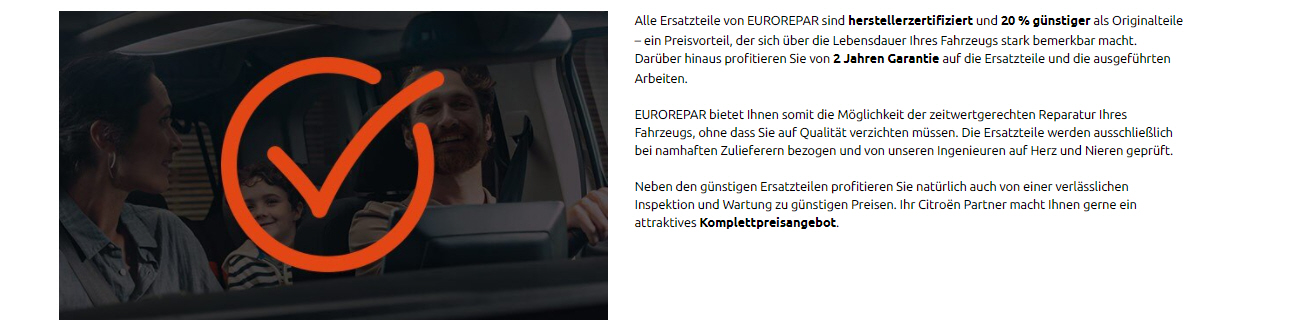 Alle Ersatzteile von EUROREPAR sind herstellerzertifiziert und 20 % günstiger als Originalteile
– ein Preisvorteil, der sich über die Lebensdauer Ihres Fahrzeugs stark bemerkbar macht.
Darüber hinaus profitieren Sie von 2 Jahren Garantie auf die Ersatzteile und die ausgeführten
Arbeiten.
EUROREPAR bietet Ihnen somit die Möglichkeit der zeitwertgerechten Reparatur Ihres
Fahrzeugs, ohne dass Sie auf Qualität verzichten müssen. Die Ersatzteile werden ausschließlich
bei namhaften Zulieferern bezogen und von unseren Ingenieuren auf Herz und Nieren geprüft.
Neben den günstigen Ersatzteilen profitieren Sie natürlich auch von einer verlässlichen
Inspektion und Wartung zu günstigen Preisen. Ihr Citroën Partner macht Ihnen gerne ein
attraktives Komplettpreisangebot.